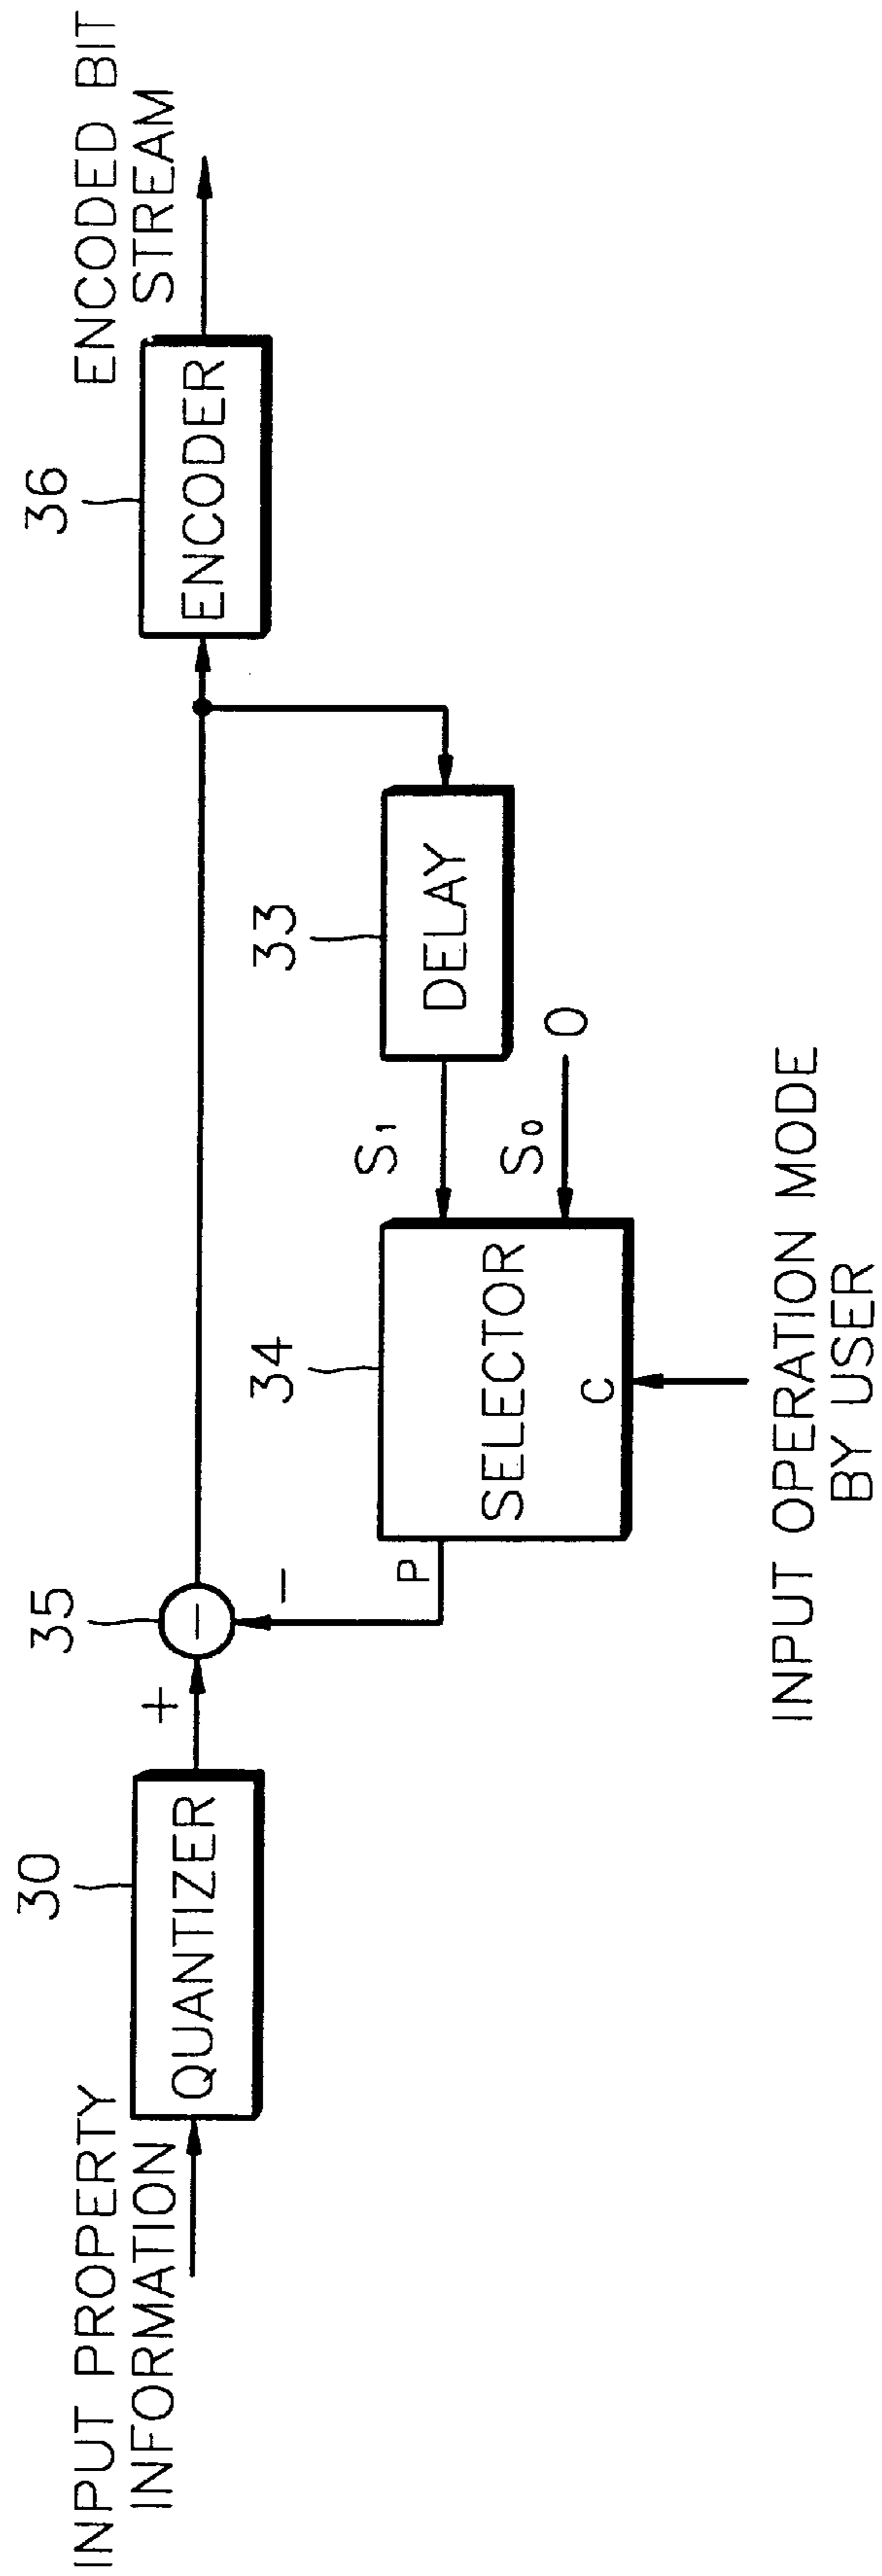 INPUT PROPERTY
INFORMATION
30
QUANTIZER
+
35
−
−
P
34
SELECTOR
C
INPUT OPERATION MODE
BY USER
S₁
S₀
0
33
DELAY
36
ENCODER
ENCODED BIT
STREAM